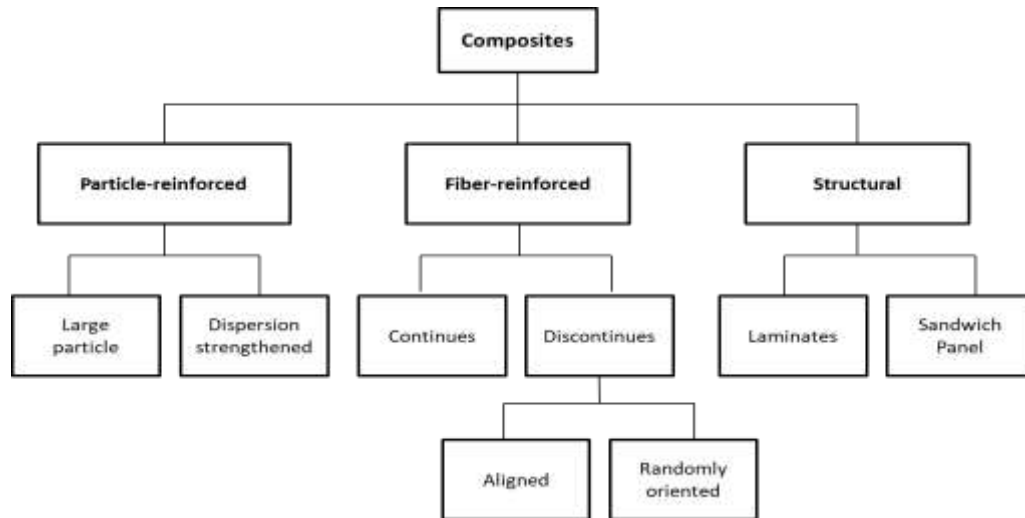 Composites
Particle-reinforced
Fiber-reinforced
Structural
Large
particle
Dispersion
strengthened
Continues
Discontinues
Laminates
Sandwich
Panel
Aligned
Randomly
oriented